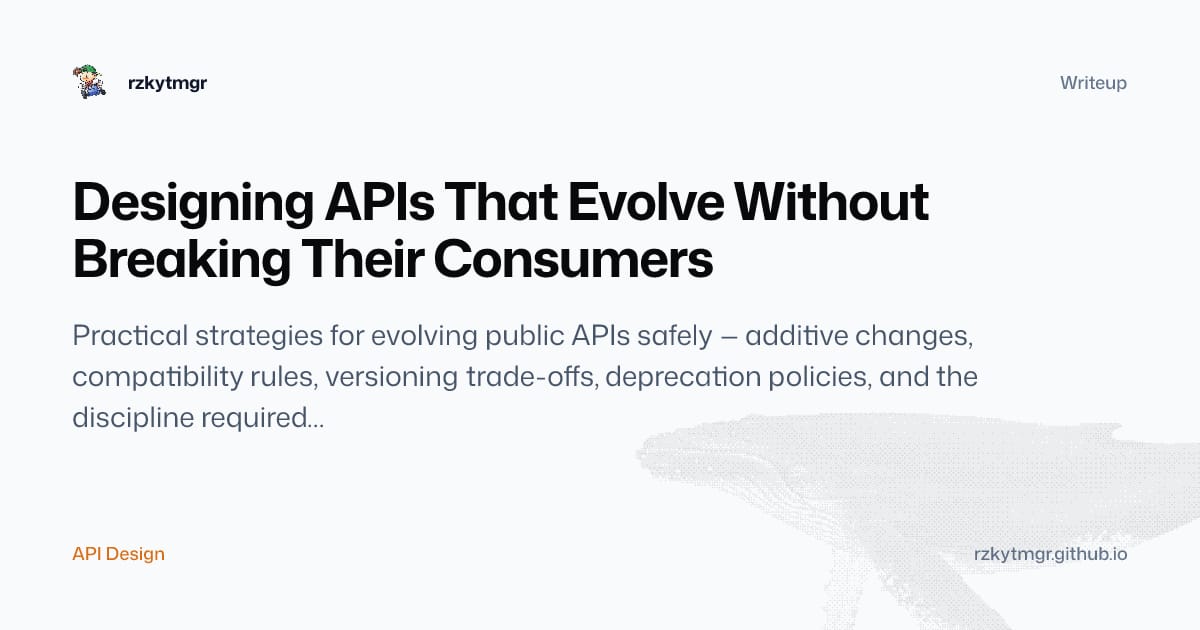 rzkytmgr
Writeup
Designing APIs That Evolve Without
Breaking Their Consumers
Practical strategies for evolving public APIs safely — additive changes,
compatibility rules, versioning trade-offs, deprecation policies, and the
discipline required...
API Design
rzkytmgr.github.io